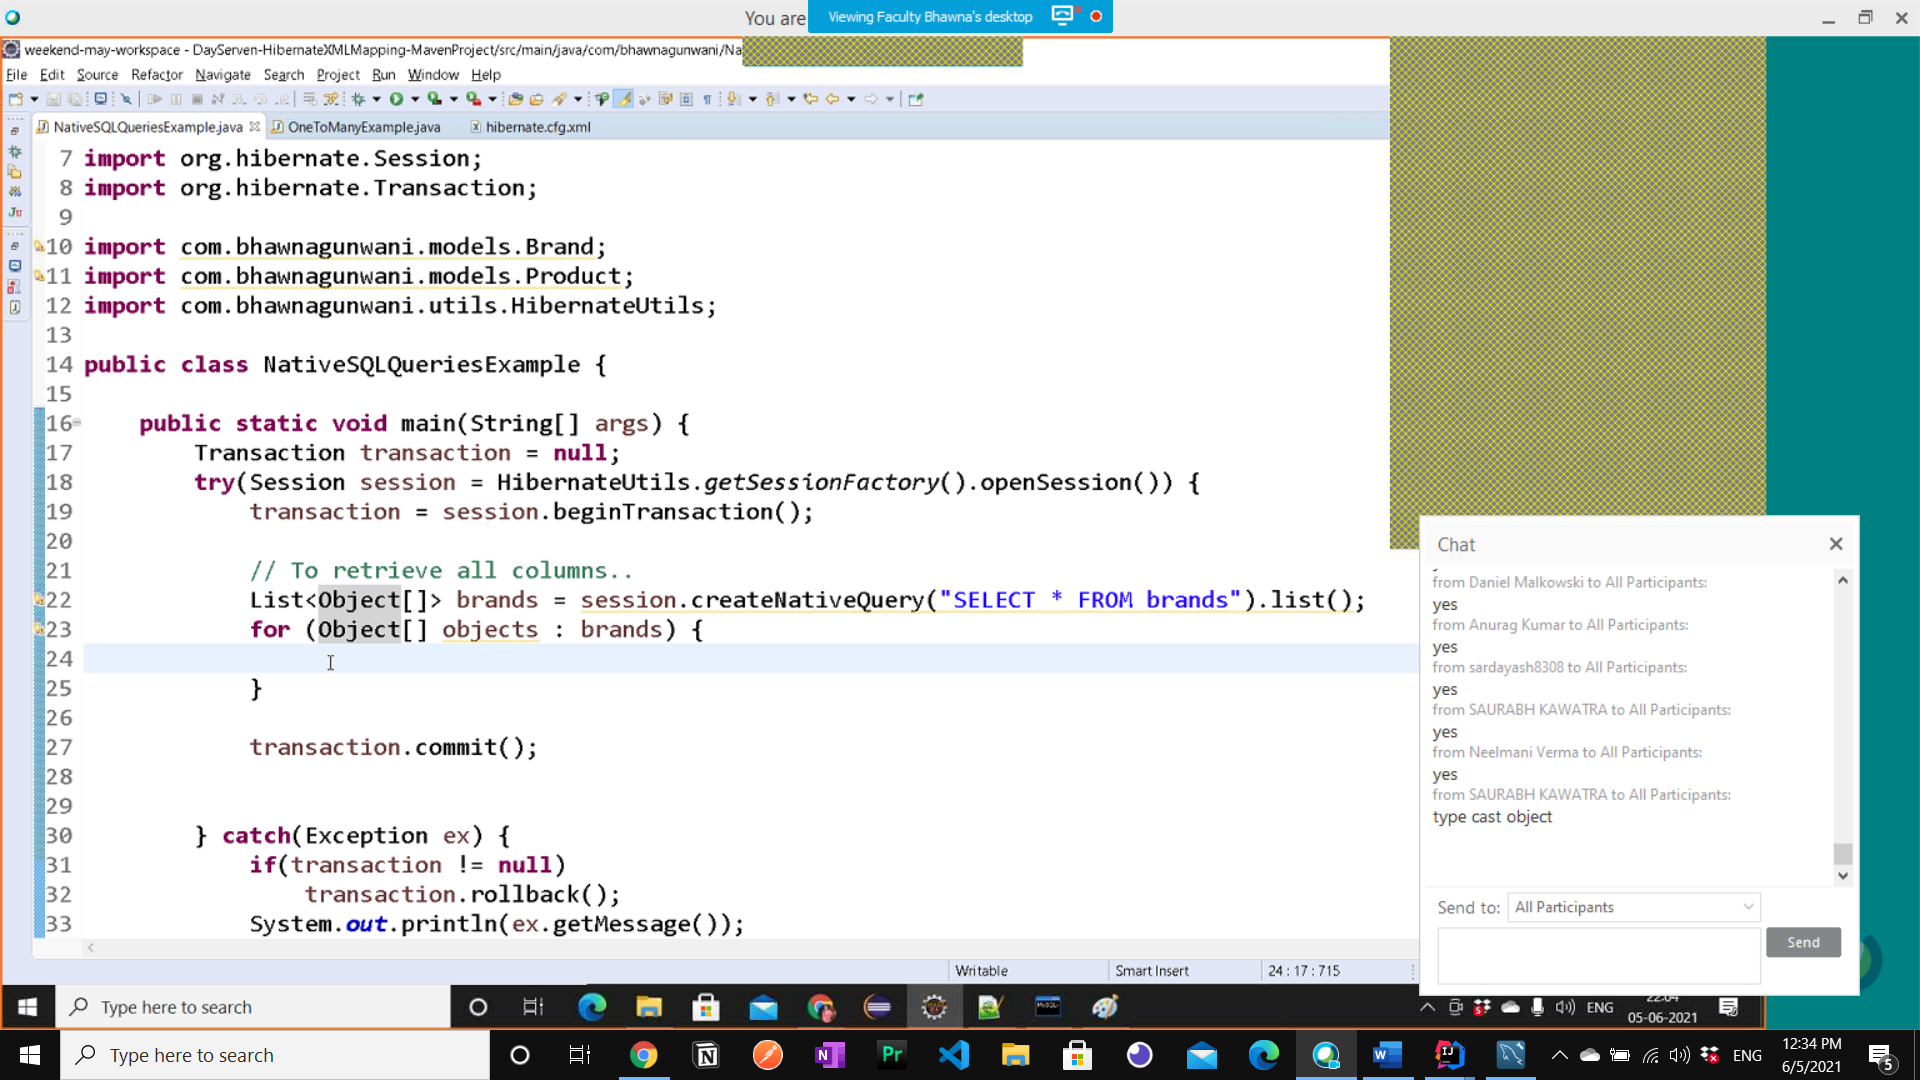 You are
Viewing Faculty Bhawna's desktop
weekend-may-workspace - DayServen-HibernateXMLMapping-MavenProject/src/main/java/com/bhawnagunwani/Na
File Edit Source Refactor Navigate Search Project Run Window Help
NativeSQLQueriesExample.java OneToManyExample.java hibernate.cfg.xml
7 import org.hibernate.Session;
8 import org.hibernate.Transaction;
9
10 import com.bhawnagunwani.models.Brand;
11 import com.bhawnagunwani.models.Product;
12 import com.bhawnagunwani.utils.HibernateUtils;
13
14 public class NativeSQLQueriesExample {
15
16 public static void main(String[] args) {
17 Transaction transaction = null;
18 try(Session session = HibernateUtils.getSessionFactory().openSession()) {
19 transaction = session.beginTransaction();
20
21 // To retrieve all columns..
22 List<Object[]> brands = session.createNativeQuery("SELECT * FROM brands").list();
23 for (Object[] objects : brands) {
24
25 }
26
27 transaction.commit();
28
29
30 } catch(Exception ex) {
31 if(transaction != null)
32 transaction.rollback();
33 System.out.println(ex.getMessage());
Writable Smart Insert 24 : 17 : 715
Chat
from Daniel Malkowski to All Participants:
yes
from Anurag Kumar to All Participants:
yes
from sardayash8308 to All Participants:
yes
from SAURABH KAWATRA to All Participants:
yes
from Neelmani Verma to All Participants:
yes
from SAURABH KAWATRA to All Participants:
type cast object
Send to: All Participants
Send
Type here to search
ENG
22:04
05-06-2021
Type here to search
ENG
12:34 PM
6/5/2021
5